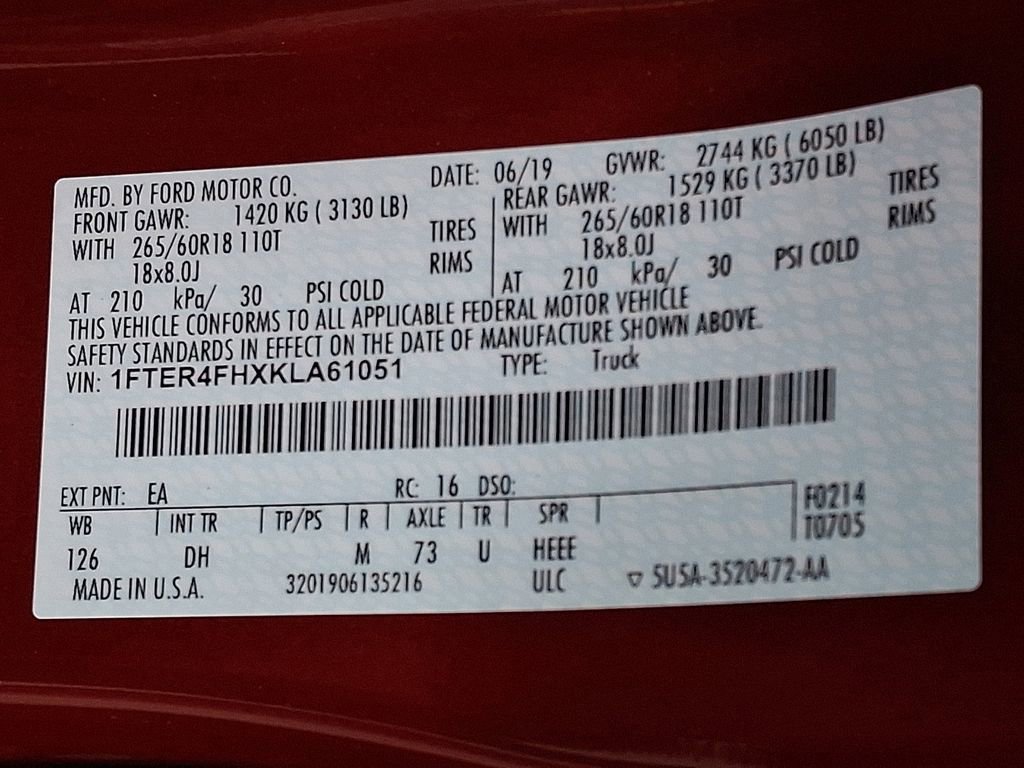 MFD. BY FORD MOTOR CO. DATE: 06/19 GVWR: 2744 KG ( 6050 LB)
FRONT GAWR: 1420 KG ( 3130 LB) REAR GAWR: 1529 KG ( 3370 LB)
WITH 265/60R18 110T TIRES WITH 265/60R18 110T TIRES
18x8.0J RIMS 18x8.0J RIMS
AT 210 kPa/ 30 PSI COLD AT 210 kPa/ 30 PSI COLD
THIS VEHICLE CONFORMS TO ALL APPLICABLE FEDERAL MOTOR VEHICLE
SAFETY STANDARDS IN EFFECT ON THE DATE OF MANUFACTURE SHOWN ABOVE.
VIN: 1FTER4FHXKLA61051 TYPE: Truck
EXT PNT: EA RC: 16 DSO: F0214
WB INT TR TP/PS R AXLE TR SPR T0705
126 DH M 73 U HEEE
MADE IN U.S.A. 3201906135216 ULC ▽ 5U5A-3520472-AA